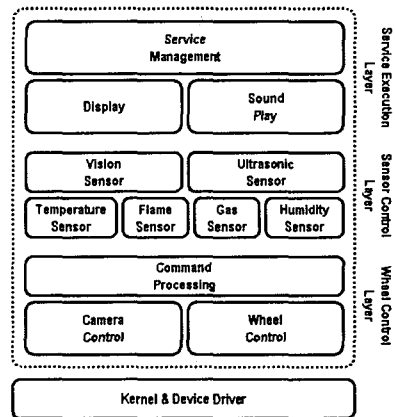 Service
Management
Display
Sound
Play
Service Execution
Layer
Vision
Sensor
Ultrasonic
Sensor
Temperature
Sensor
Flame
Sensor
Gas
Sensor
Humidity
Sensor
Sensor Control
Layer
Command
Processing
Camera
Control
Wheel
Control
Wheel Control
Layer
Kernel & Device Driver